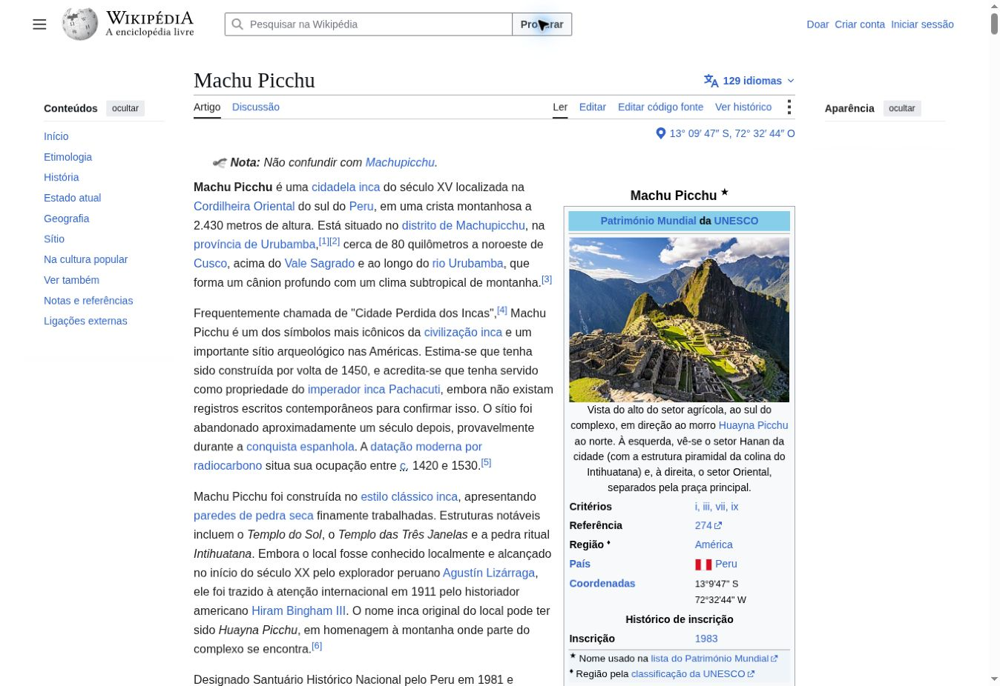 WIKIPÉDIA
A enciclopédia livre
Pesquisar na Wikipédia
Doar Criar conta Iniciar sessão
Machu Picchu
129 idiomas
Conteúdos ocultar
Início
Etimologia
História
Estado atual
Geografia
Sítio
Na cultura popular
Ver também
Notas e referências
Ligações externas
Artigo Discussão
Ler Editar Editar código fonte Ver histórico
Aparência ocultar
13° 09′ 47″ S, 72° 32′ 44″ O
Nota: Não confundir com Machupicchu.
Machu Picchu é uma cidadela inca do século XV localizada na
Cordilheira Oriental do sul do Peru, em uma crista montanhosa a
2.430 metros de altura. Está situado no distrito de Machupicchu, na
província de Urubamba,[1][2] cerca de 80 quilômetros a noroeste de
Cusco, acima do Vale Sagrado e ao longo do rio Urubamba, que
forma um cânion profundo com um clima subtropical de montanha.[3]
Frequentemente chamada de "Cidade Perdida dos Incas",[4] Machu
Picchu é um dos símbolos mais icônicos da civilização inca e um
importante sítio arqueológico nas Américas. Estima-se que tenha
sido construída por volta de 1450, e acredita-se que tenha servido
como propriedade do imperador inca Pachacuti, embora não existam
registros escritos contemporâneos para confirmar isso. O sítio foi
abandonado aproximadamente um século depois, provavelmente
durante a conquista espanhola. A datação moderna por
radiocarbono situa sua ocupação entre c. 1420 e 1530.[5]
Machu Picchu foi construída no estilo clássico inca, apresentando
paredes de pedra seca finamente trabalhadas. Estruturas notáveis
incluem o Templo do Sol, o Templo das Três Janelas e a pedra ritual
Intihuatana. Embora o local fosse conhecido localmente e alcançado
no início do século XX pelo explorador peruano Agustín Lizárraga,
ele foi trazido à atenção internacional em 1911 pelo historiador
americano Hiram Bingham III. O nome inca original do local pode ter
sido Huayna Picchu, em homenagem à montanha onde parte do
complexo se encontra.[6]
Designado Santuário Histórico Nacional pelo Peru em 1981 e
Machu Picchu ★
Património Mundial da UNESCO
Vista do alto do setor agrícola, ao sul do
complexo, em direção ao morro Huayna Picchu
ao norte. À esquerda, vê-se o setor Hanan da
cidade (com a estrutura piramidal da colina do
Intihuatana) e, à direita, o setor Oriental,
separados pela praça principal.
Critérios i, iii, vii, ix
Referência 274
Região ♦ América
País Peru
Coordenadas 13°9'47" S
72°32'44" W
Histórico de inscrição
Inscrição 1983
★ Nome usado na lista do Património Mundial
♦ Região pela classificação da UNESCO